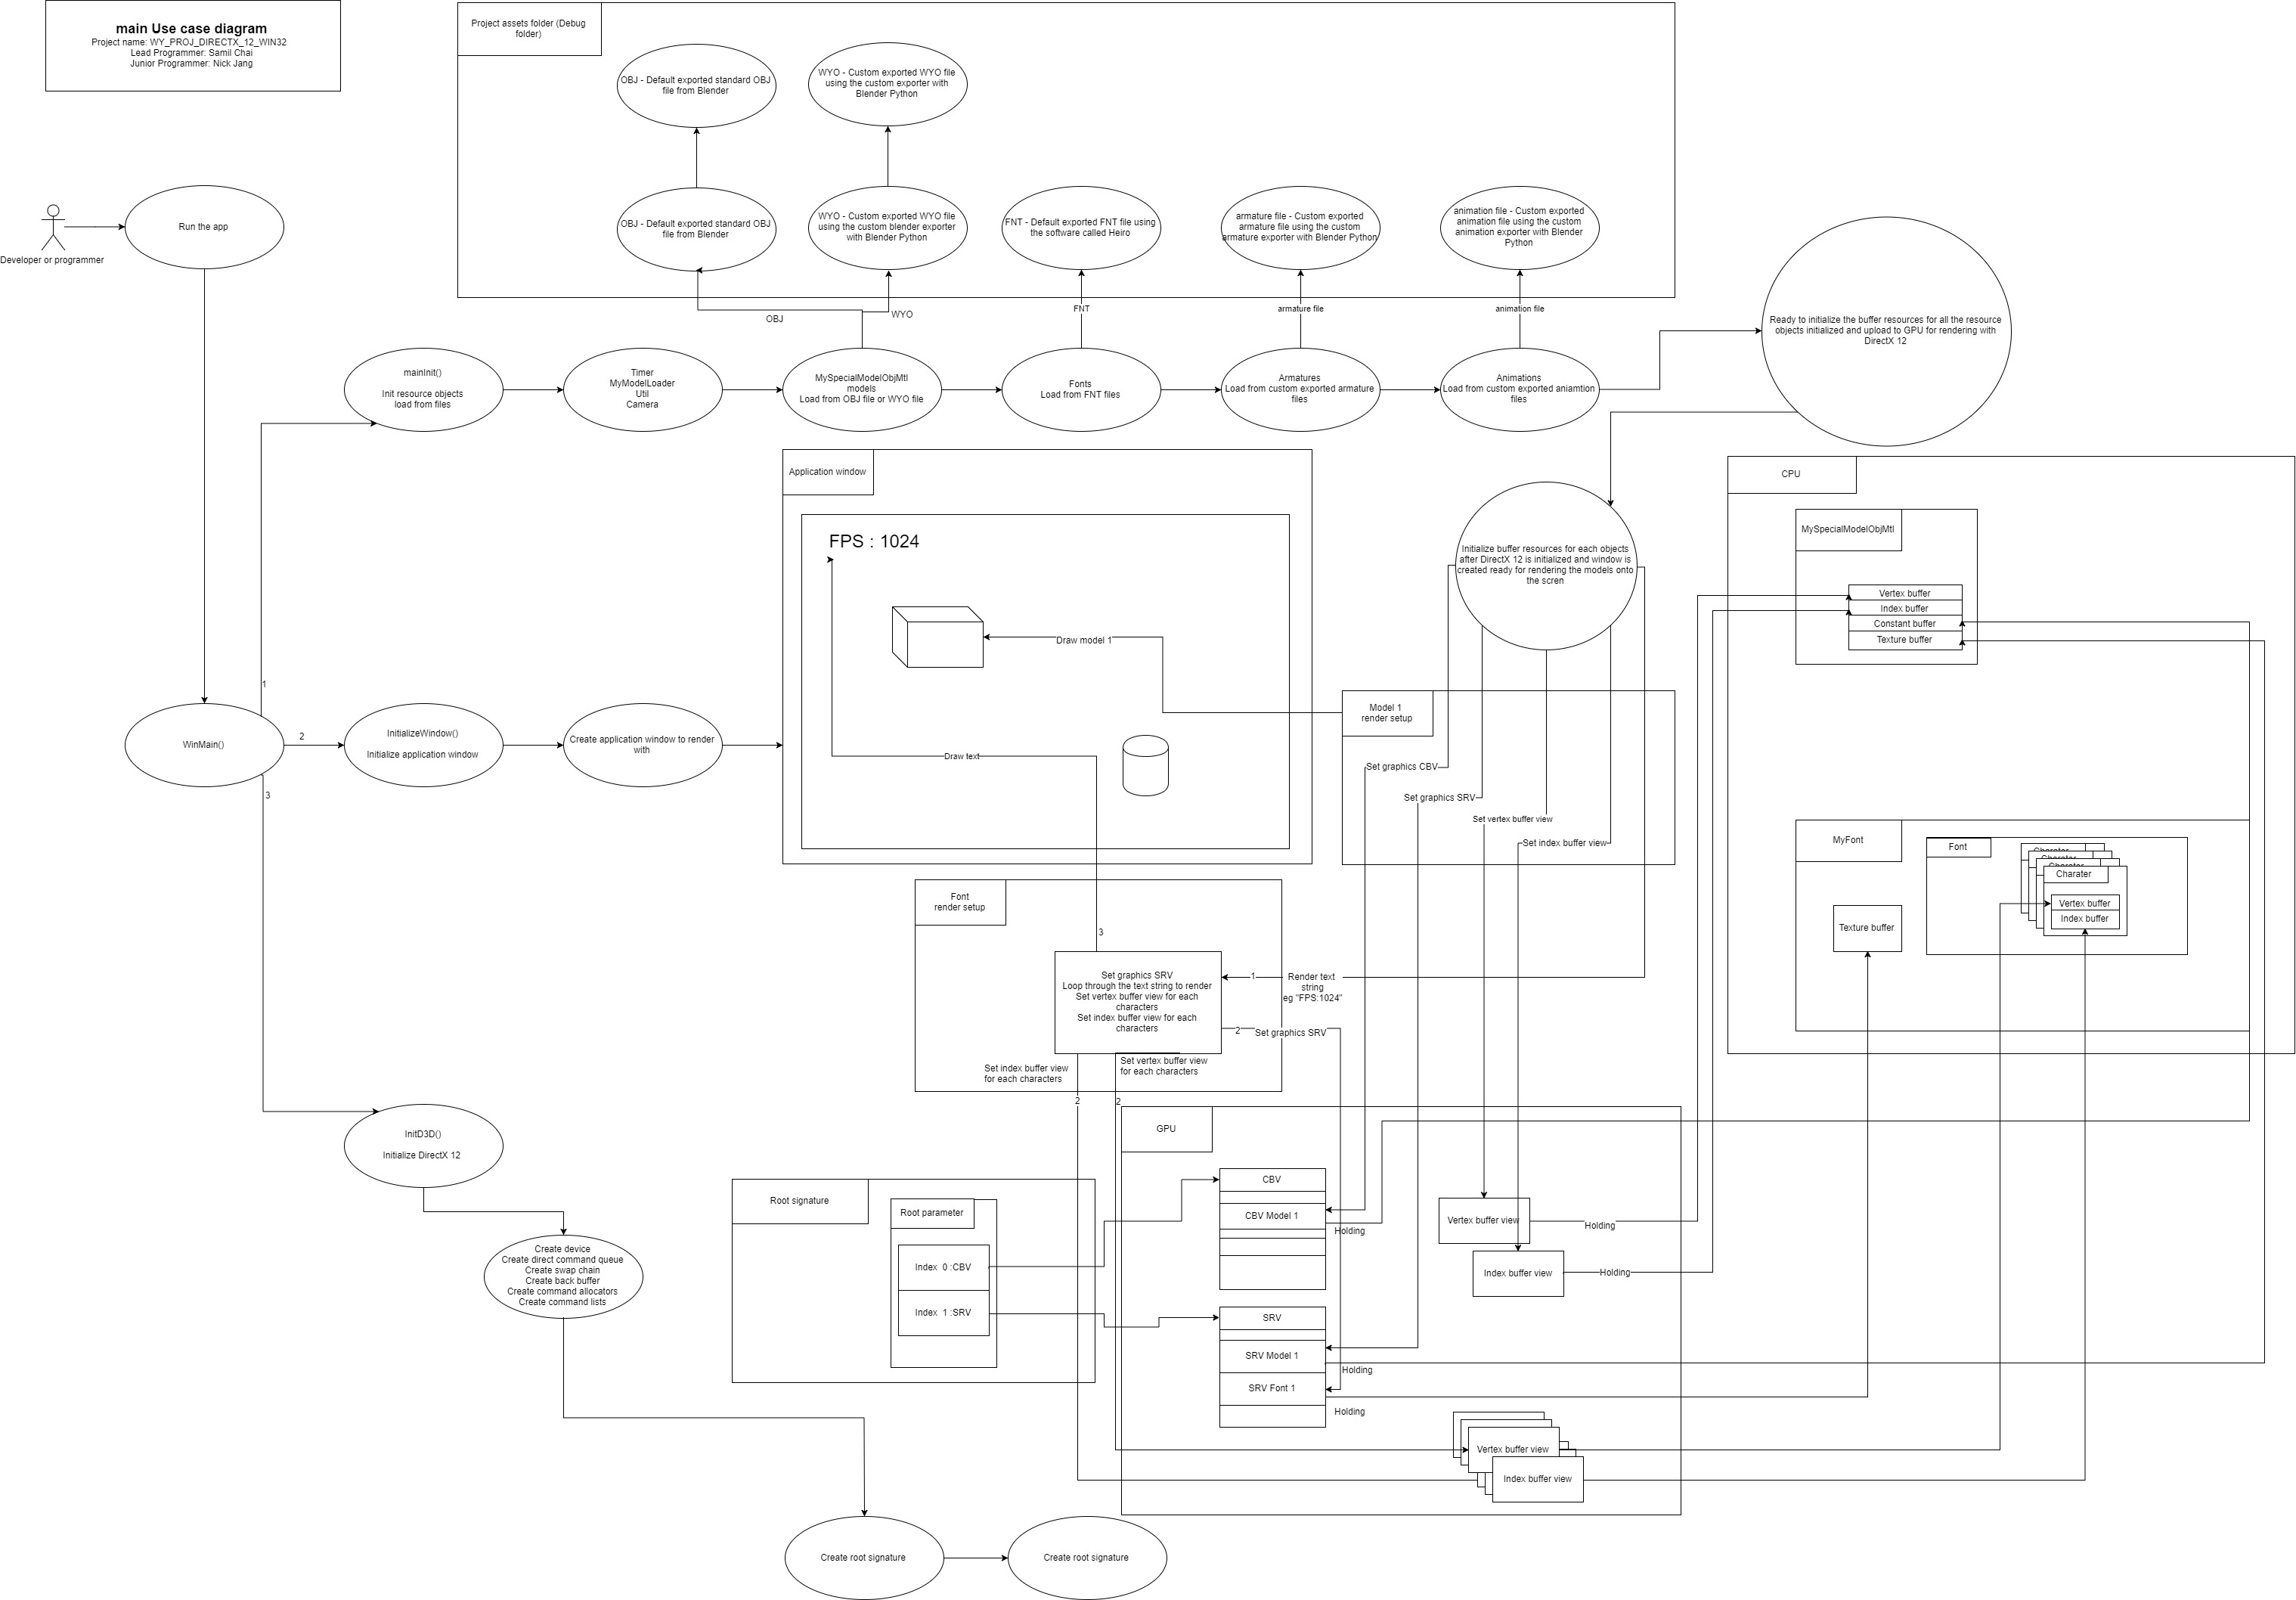 main Use case diagram
Project name: WY_PROJ_DIRECTX_12_WIN32
Lead Programmer: Samil Chai
Junior Programmer: Nick Jang
Project assets folder (Debug
folder)
OBJ - Default exported standard OBJ
file from Blender
WYO - Custom exported WYO file
using the custom exporter with
Blender Python
Developer or programmer
Run the app
OBJ - Default exported standard OBJ
file from Blender
WYO - Custom exported WYO file
using the custom blender exporter
with Blender Python
FNT - Default exported FNT file using
the software called Heiro
armature file - Custom exported
armature file using the custom
armature exporter with Blender Python
animation file - Custom exported
animation file using the custom
animation exporter with Blender
Python
OBJ
WYO
FNT
armature file
animation file
Ready to initialize the buffer resources for all the resource
objects initialized and upload to GPU for rendering with
DirectX 12
mainInit()
Init resource objects
load from files
Timer
MyModelLoader
Util
Camera
MySpecialModelObjMtl
models
Load from OBJ file or WYO file
Fonts
Load from FNT files
Armatures
Load from custom exported armature
files
Animations
Load from custom exported aniamtion
files
Application window
FPS : 1024
Draw model 1
Draw text
Initialize buffer resources for each objects
after DirectX 12 is initialized and window is
created ready for rendering the models onto
the scren
CPU
MySpecialModelObjMtl
Vertex buffer
Index buffer
Constant buffer
Texture buffer
1
WinMain()
2
InitializeWindow()
Initialize application window
Create application window to render
with
3
Model 1
render setup
Set graphics CBV
Set graphics SRV
Set vertex buffer view
Set index buffer view
MyFont
Font
Charater
Charater
Charater
Charater
Vertex buffer
Index buffer
Texture buffer
Font
render setup
3
Set graphics SRV
Loop through the text string to render
Set vertex buffer view for each
characters
Set index buffer view for each
characters
1
Render text
string
eg "FPS:1024"
2
Set graphics SRV
Set index buffer view
for each characters
Set vertex buffer view
for each characters
2
2
InitD3D()
Initialize DirectX 12
Create device
Create direct command queue
Create swap chain
Create back buffer
Create command allocators
Create command lists
Root signature
Root parameter
Index 0 :CBV
Index 1 :SRV
GPU
CBV
CBV Model 1
Holding
SRV
SRV Model 1
Holding
SRV Font 1
Holding
Vertex buffer view
Holding
Index buffer view
Holding
Vertex buffer view
Index buffer view
Create root signature
Create root signature